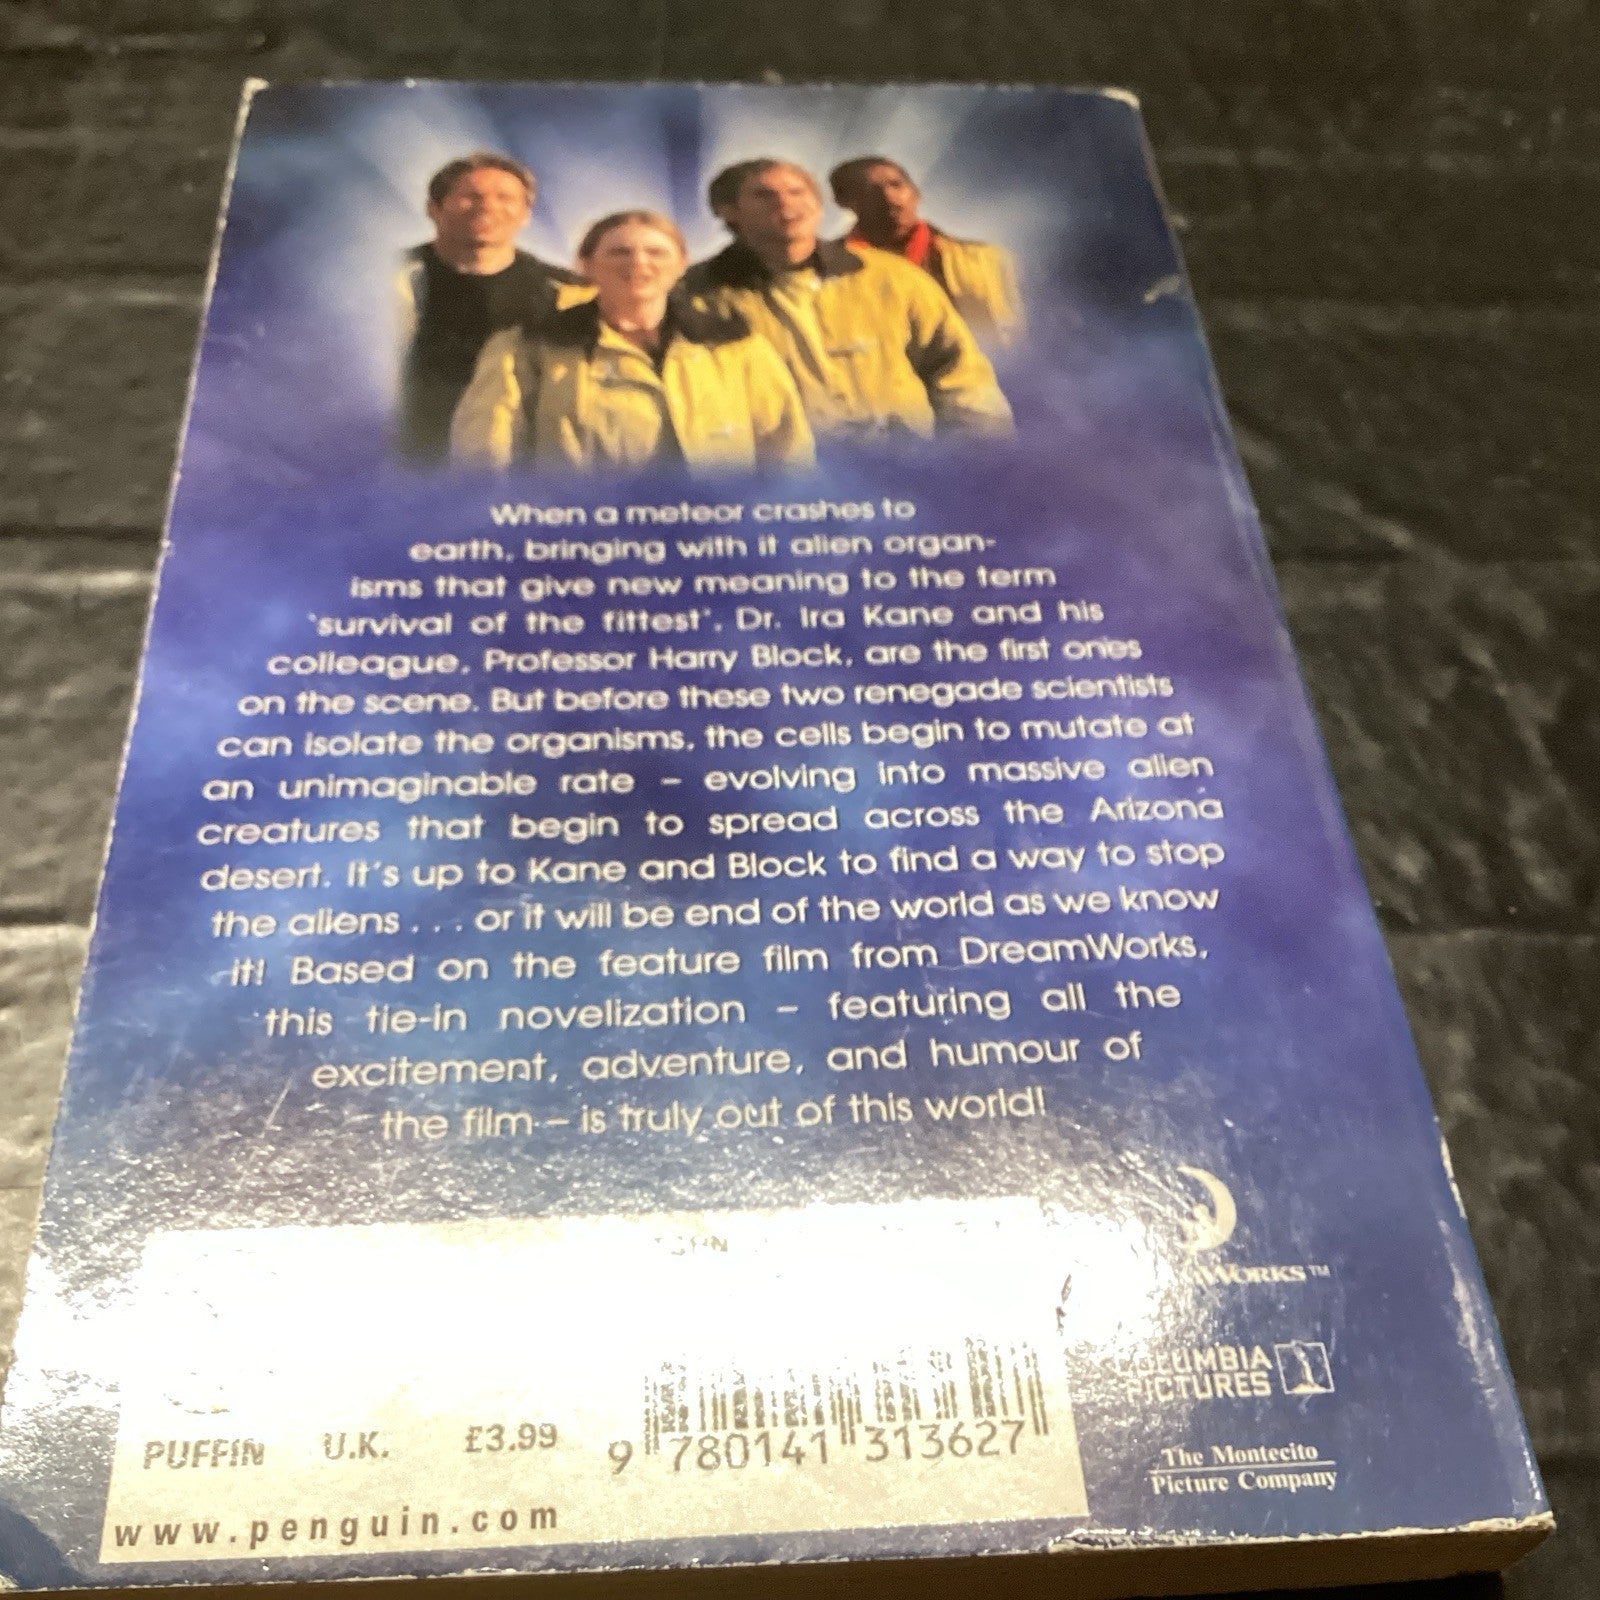 When a meteor crashes to
earth, bringing with it alien organ-
isms that give new meaning to the term
'survival of the fittest', Dr. Ira Kane and his
colleague, Professor Harry Block, are the first ones
on the scene. But before these two renegade scientists
can isolate the organisms, the cells begin to mutate at
an unimaginable rate – evolving into massive alien
creatures that begin to spread across the Arizona
desert. It's up to Kane and Block to find a way to stop
the aliens . . . or it will be end of the world as we know
it! Based on the feature film from DreamWorks,
this tie-in novelization – featuring all the
excitement, adventure, and humour of
the film – is truly out of this world!
COLUMBIA
PICTURES
The Montecito
Picture Company
PUFFIN U.K. £3.99
9 780141 313627
www.penguin.com